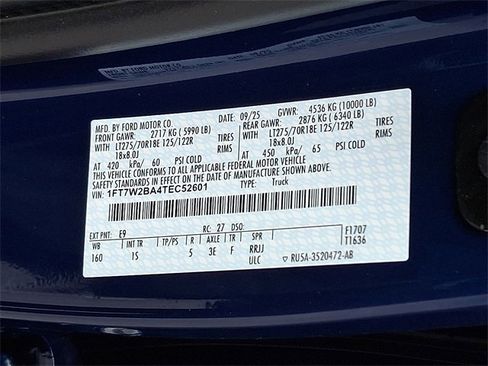 MFD. BY FORD MOTOR CO.
DATE: 09/25 GVWR: 4536 KG (10000 LB)
FRONT GAWR: 2717 KG (5990 LB) REAR GAWR: 2876 KG (6340 LB)
WITH WITH
LT275/70R18E 125/122R TIRES LT275/70R18E 125/122R TIRES
18x8.0J RIMS 18x8.0J RIMS
AT 420 kPa/ 60 PSI COLD AT 450 kPa/ 65 PSI COLD
THIS VEHICLE CONFORMS TO ALL APPLICABLE FEDERAL MOTOR VEHICLE
SAFETY STANDARDS IN EFFECT ON THE DATE OF MANUFACTURE SHOWN ABOVE.
VIN: 1FT7W2BA4TEC52601 TYPE: Truck
EXT PNT: E9 RC: 27 DSO:
WB INT TR TP/PS R AXLE TR SPR
160 1S 5 3E F RRJJ
ULC
F1707
T1636
RU5A-3520472-AB